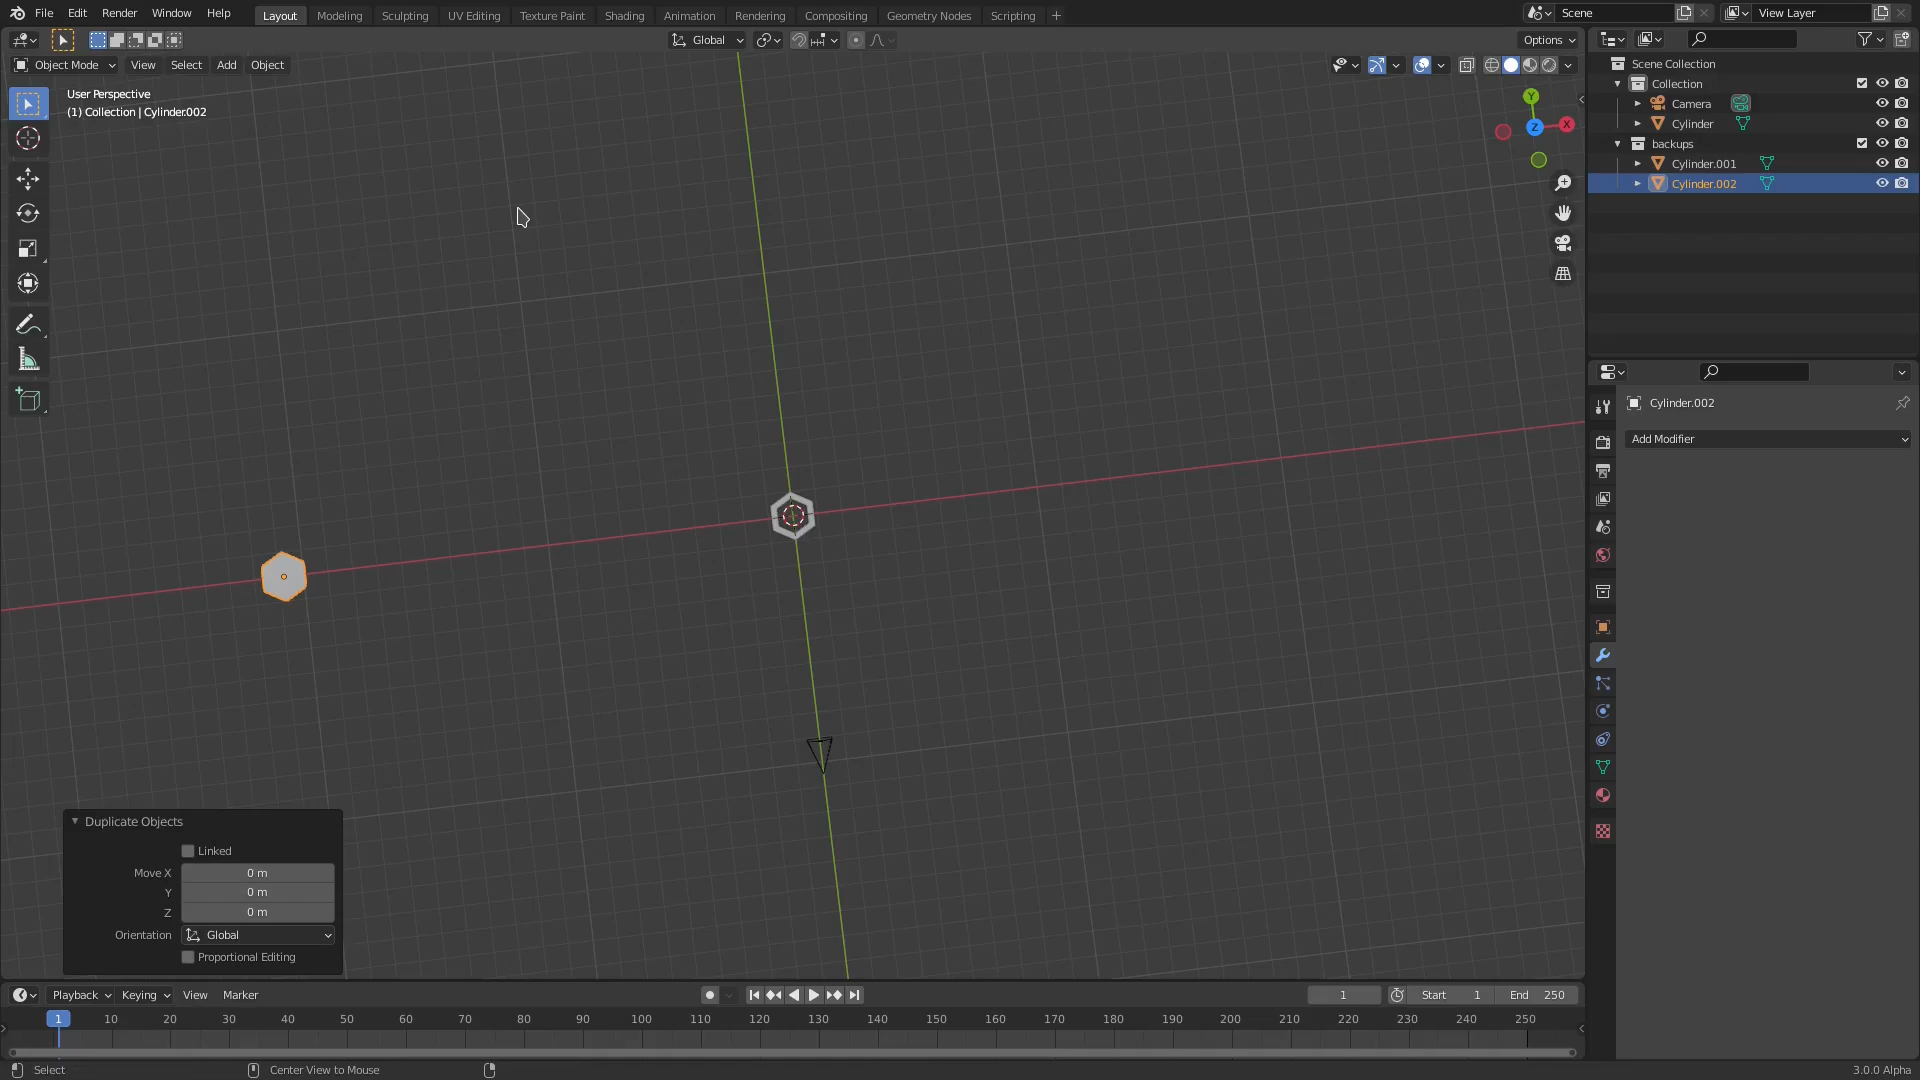 File Edit Render Window Help Layout Modeling Sculpting UV Editing Texture Paint Shading Animation Rendering Compositing Geometry Nodes Scripting + Scene View Layer
Global Options
Object Mode View Select Add Object
User Perspective
(1) Collection | Cylinder.002
Y
X
Z
Scene Collection
Collection
Camera
Cylinder
backups
Cylinder.001
Cylinder.002
Cylinder.002
Add Modifier
Duplicate Objects
Linked
Move X 0 m
Y 0 m
Z 0 m
Orientation Global
Proportional Editing
Playback Keying View Marker 1 Start 1 End 250
1 10 20 30 40 50 60 70 80 90 100 110 120 130 140 150 160 170 180 190 200 210 220 230 240 250
Select Center View to Mouse 3.0.0 Alpha